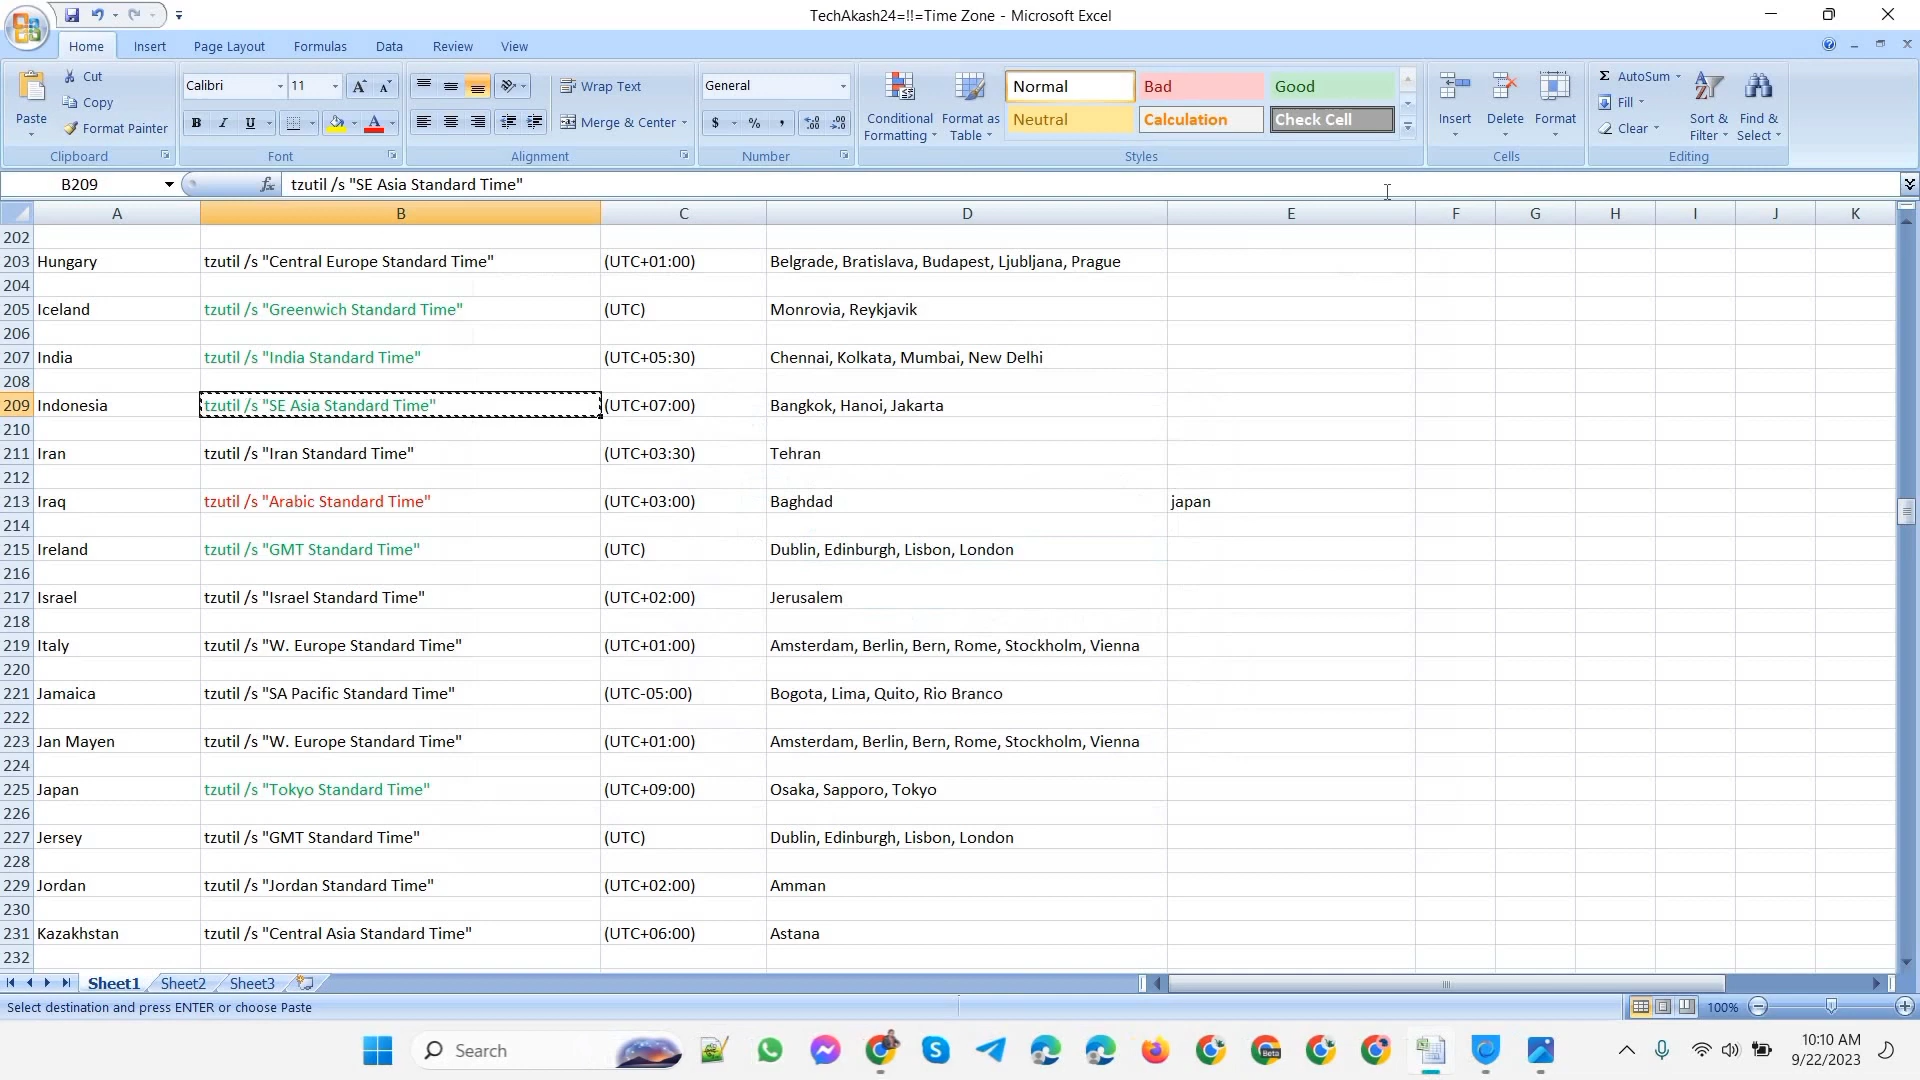 TechAkash24=!!=Time Zone - Microsoft Excel
Home Insert Page Layout Formulas Data Review View
Paste
Cut
Copy
Format Painter
Clipboard
Calibri 11
B I U A
Font
Wrap Text
Merge & Center
Alignment
General
$ % ,
Number
Conditional Formatting
Format as Table
Normal Bad Good
Neutral Calculation Check Cell
Styles
Insert Delete Format
Cells
Σ AutoSum
Fill
Clear
Sort & Filter
Find & Select
Editing
B209 fx tzutil /s "SE Asia Standard Time"
A B C D E F G H I J K
202
203 Hungary tzutil /s "Central Europe Standard Time" (UTC+01:00) Belgrade, Bratislava, Budapest, Ljubljana, Prague
204
205 Iceland tzutil /s "Greenwich Standard Time" (UTC) Monrovia, Reykjavik
206
207 India tzutil /s "India Standard Time" (UTC+05:30) Chennai, Kolkata, Mumbai, New Delhi
208
209 Indonesia tzutil /s "SE Asia Standard Time" (UTC+07:00) Bangkok, Hanoi, Jakarta
210
211 Iran tzutil /s "Iran Standard Time" (UTC+03:30) Tehran
212
213 Iraq tzutil /s "Arabic Standard Time" (UTC+03:00) Baghdad japan
214
215 Ireland tzutil /s "GMT Standard Time" (UTC) Dublin, Edinburgh, Lisbon, London
216
217 Israel tzutil /s "Israel Standard Time" (UTC+02:00) Jerusalem
218
219 Italy tzutil /s "W. Europe Standard Time" (UTC+01:00) Amsterdam, Berlin, Bern, Rome, Stockholm, Vienna
220
221 Jamaica tzutil /s "SA Pacific Standard Time" (UTC-05:00) Bogota, Lima, Quito, Rio Branco
222
223 Jan Mayen tzutil /s "W. Europe Standard Time" (UTC+01:00) Amsterdam, Berlin, Bern, Rome, Stockholm, Vienna
224
225 Japan tzutil /s "Tokyo Standard Time" (UTC+09:00) Osaka, Sapporo, Tokyo
226
227 Jersey tzutil /s "GMT Standard Time" (UTC) Dublin, Edinburgh, Lisbon, London
228
229 Jordan tzutil /s "Jordan Standard Time" (UTC+02:00) Amman
230
231 Kazakhstan tzutil /s "Central Asia Standard Time" (UTC+06:00) Astana
232
Sheet1 Sheet2 Sheet3
Select destination and press ENTER or choose Paste 100%
Search
Beta
10:10 AM
9/22/2023